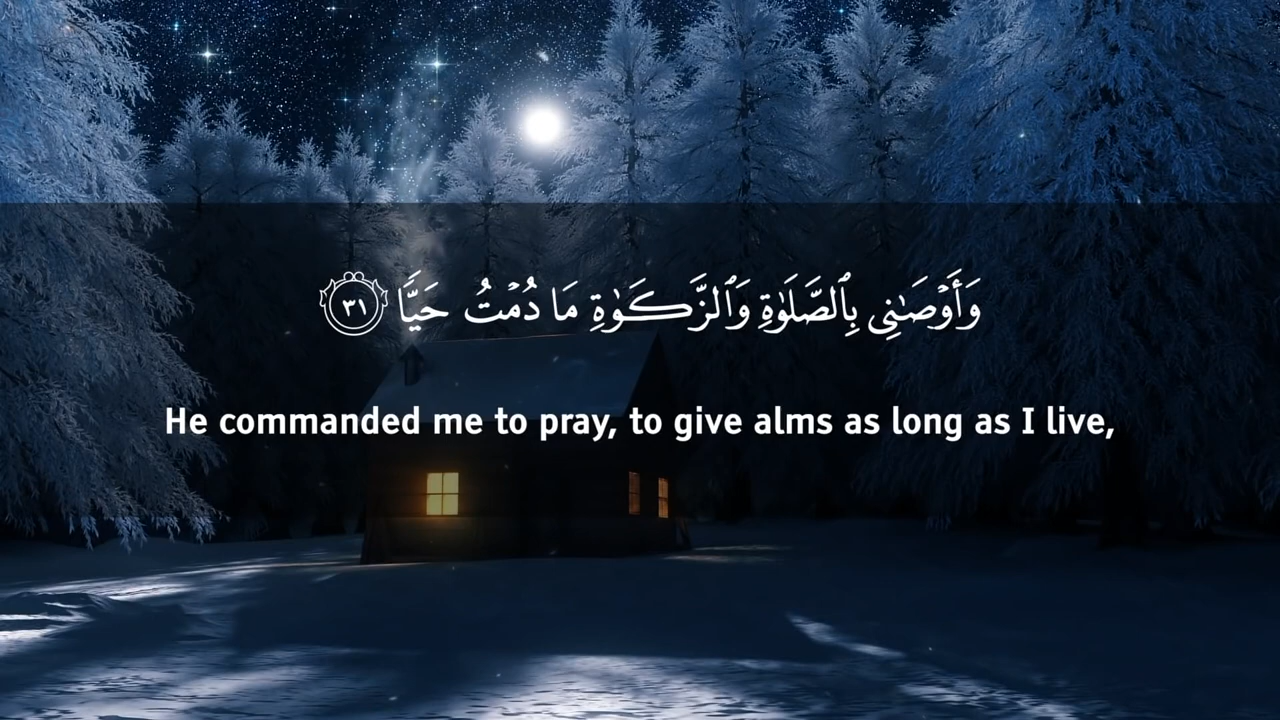 وَأَوْصَـٰنِى بِٱلصَّلَوٰةِ وَٱلزَّكَوٰةِ مَا دُمْتُ حَيًّا ٣١
He commanded me to pray, to give alms as long as I live,